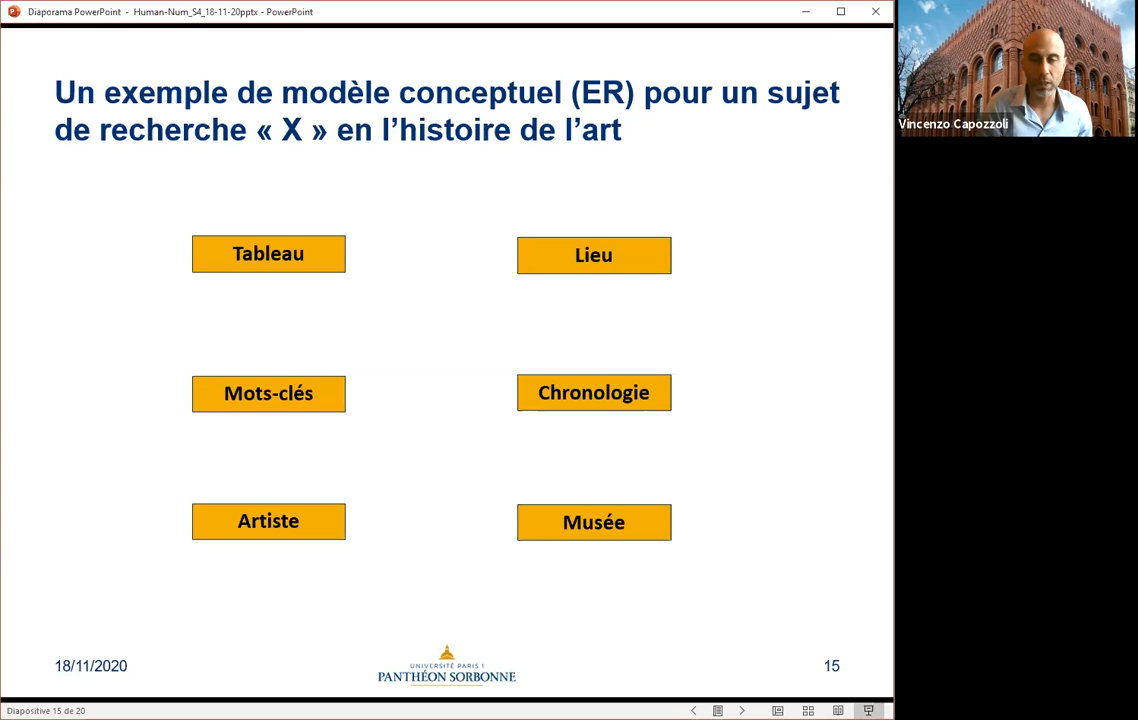 Diaporama PowerPoint - Human-Num_S4_18-11-20pptx - PowerPoint
Un exemple de modèle conceptuel (ER) pour un sujet
de recherche « X » en l’histoire de l’art
Tableau
Lieu
Mots-clés
Chronologie
Artiste
Musée
18/11/2020
UNIVERSITÉ PARIS 1
PANTHÉON SORBONNE
15
Diapositive 15 de 20
Vincenzo Capozzoli